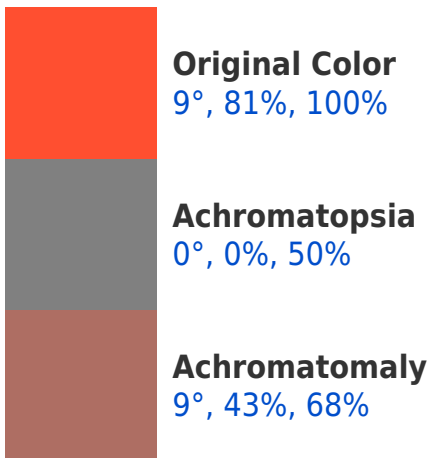 Original Color
9°, 81%, 100%
Achromatopsia
0°, 0%, 50%
Achromatomaly
9°, 43%, 68%